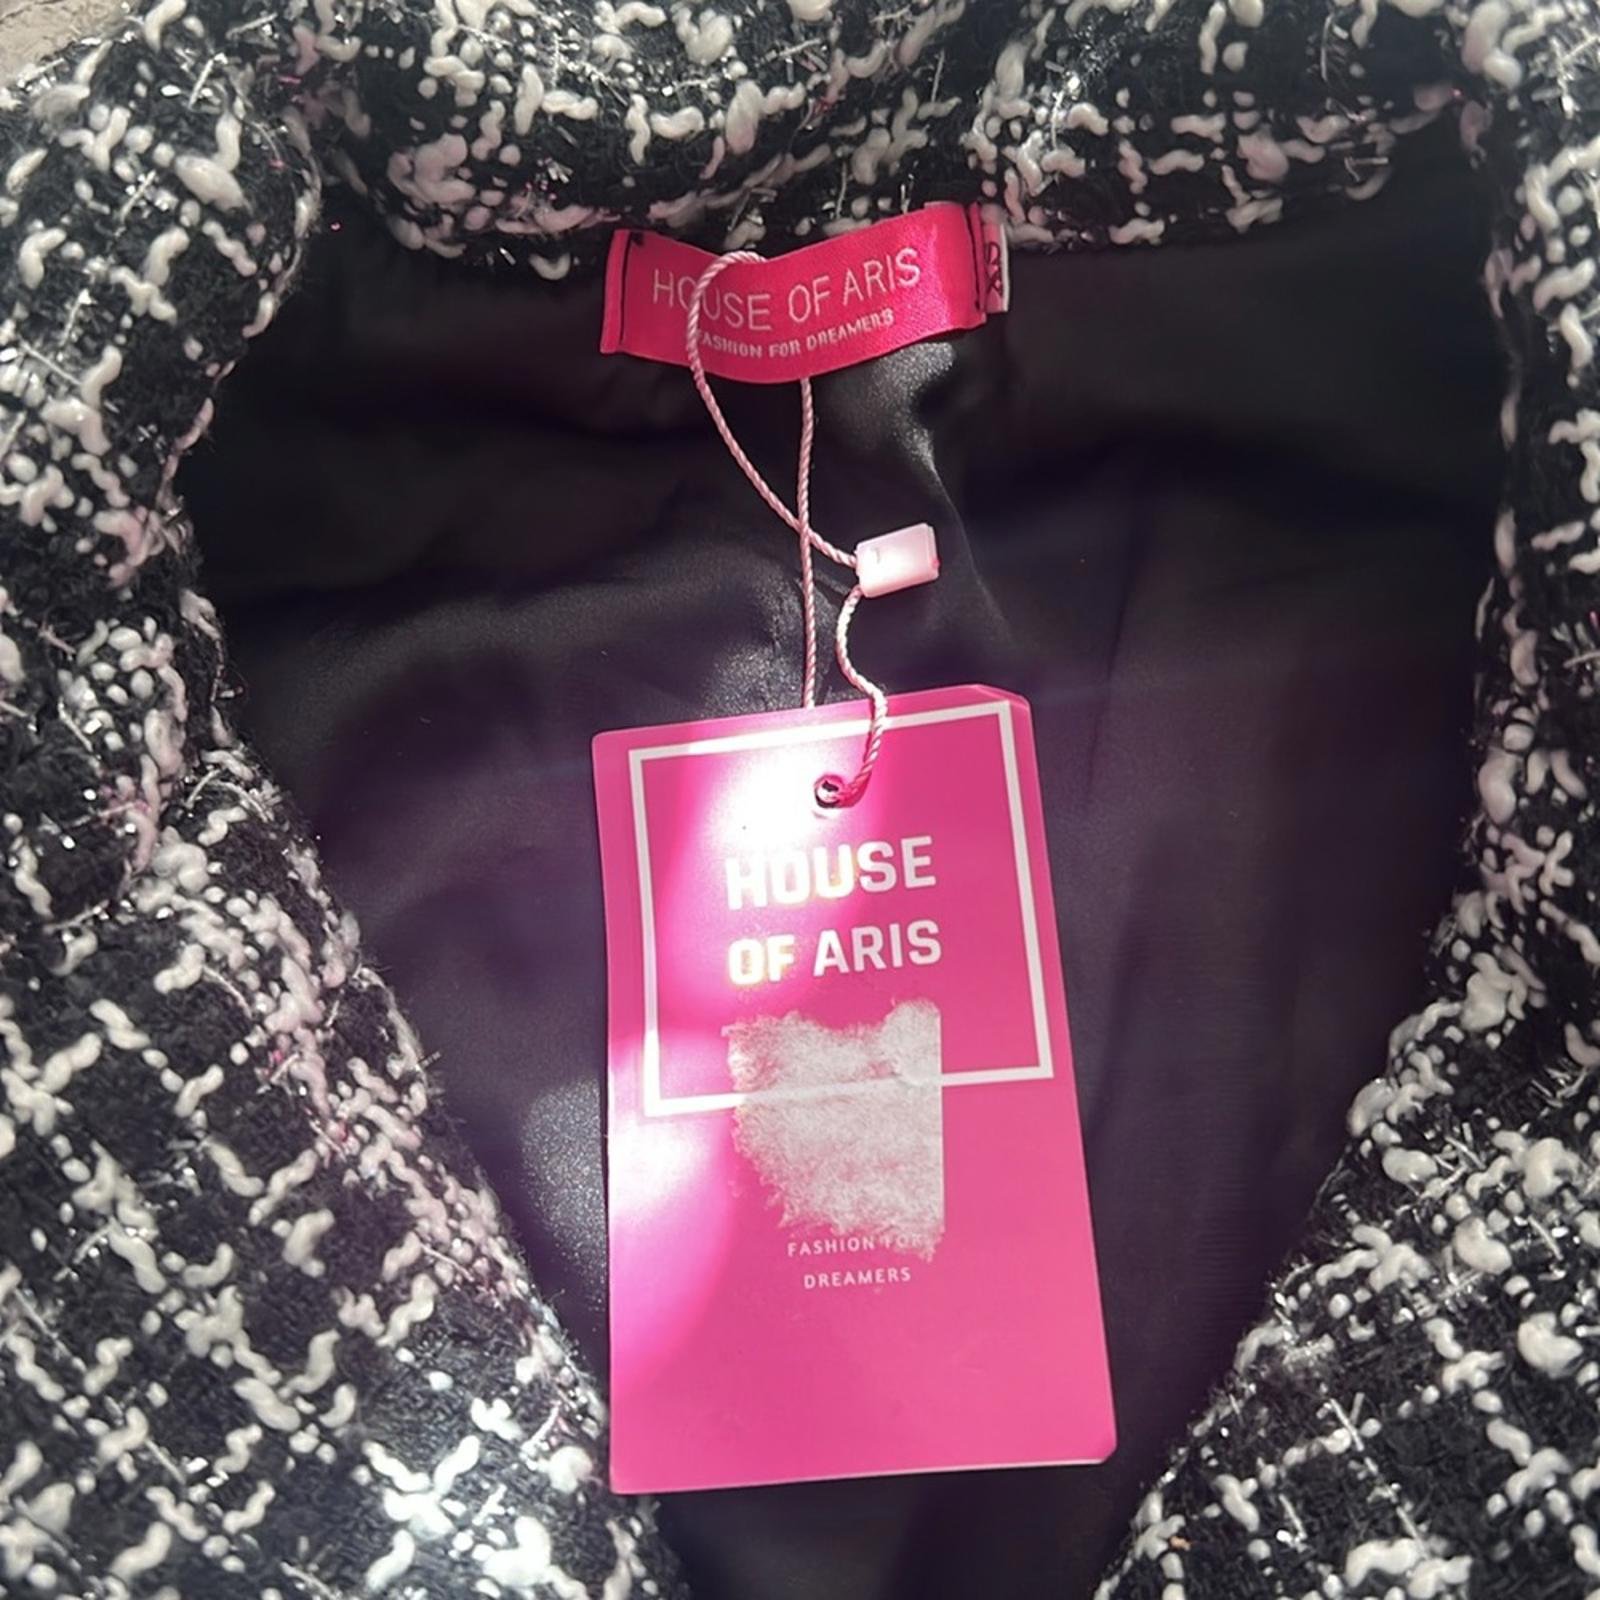 HOUSE OF ARIS
FASHION FOR DREAMERS
HOUSE
OF ARIS
FASHION FOR
DREAMERS